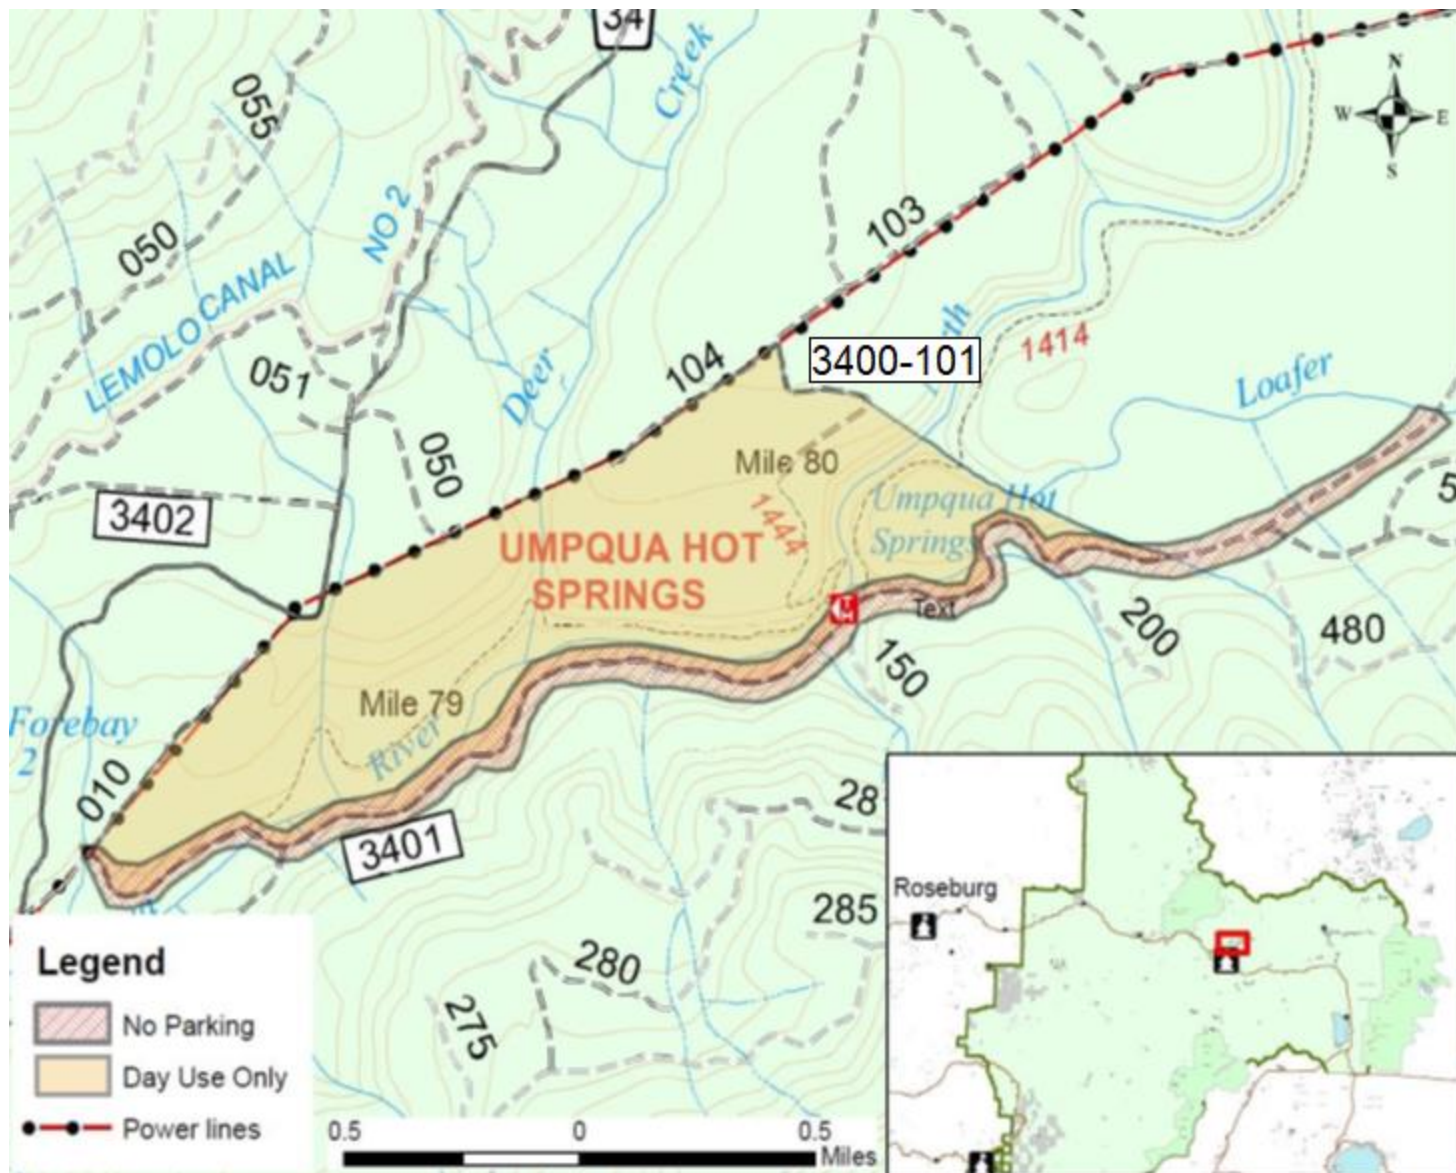 34
Creek
N
W
E
S
055
NO 2
103
050
LEMOLO CANAL
051
104
3400-101
1414
Loafer
Deer
050
Mile 80
3402
1444
Umpqua Hot
Springs
UMPQUA HOT
SPRINGS
Text
200
480
150
Mile 79
River
Forebay
2
010
3401
28
285
280
275
Roseburg
Legend
No Parking
Day Use Only
Power lines
0.5
0
0.5
Miles